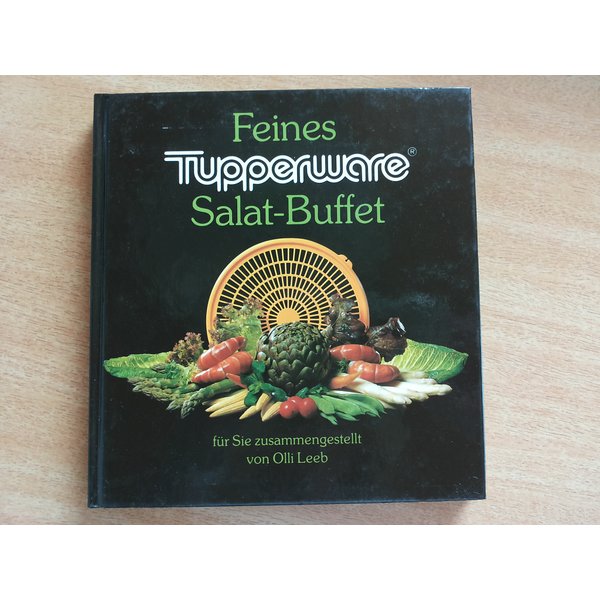 Feines
Tupperware®
Salat-Buffet
für Sie zusammengestellt
von Olli Leeb